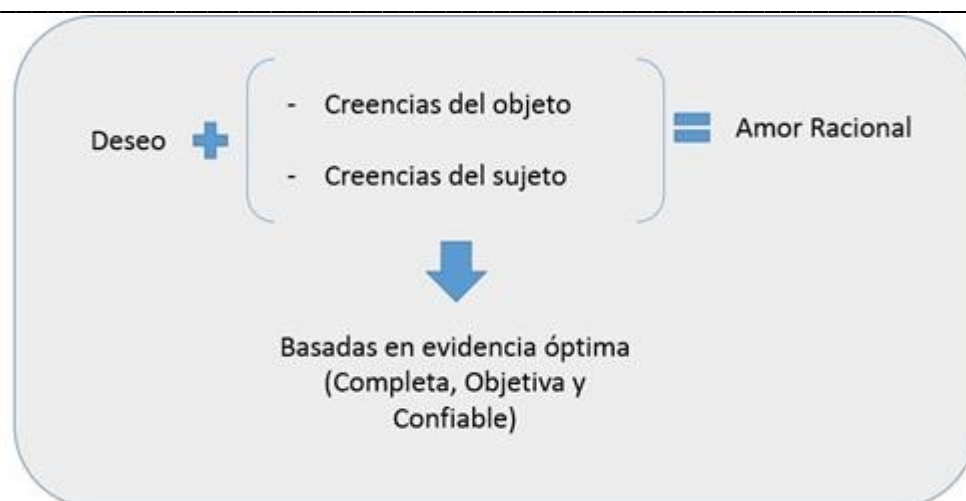 - Creencias del objeto
Deseo
Amor Racional
- Creencias del sujeto
Basadas en evidencia óptima
(Completa, Objetiva y
Confiable)